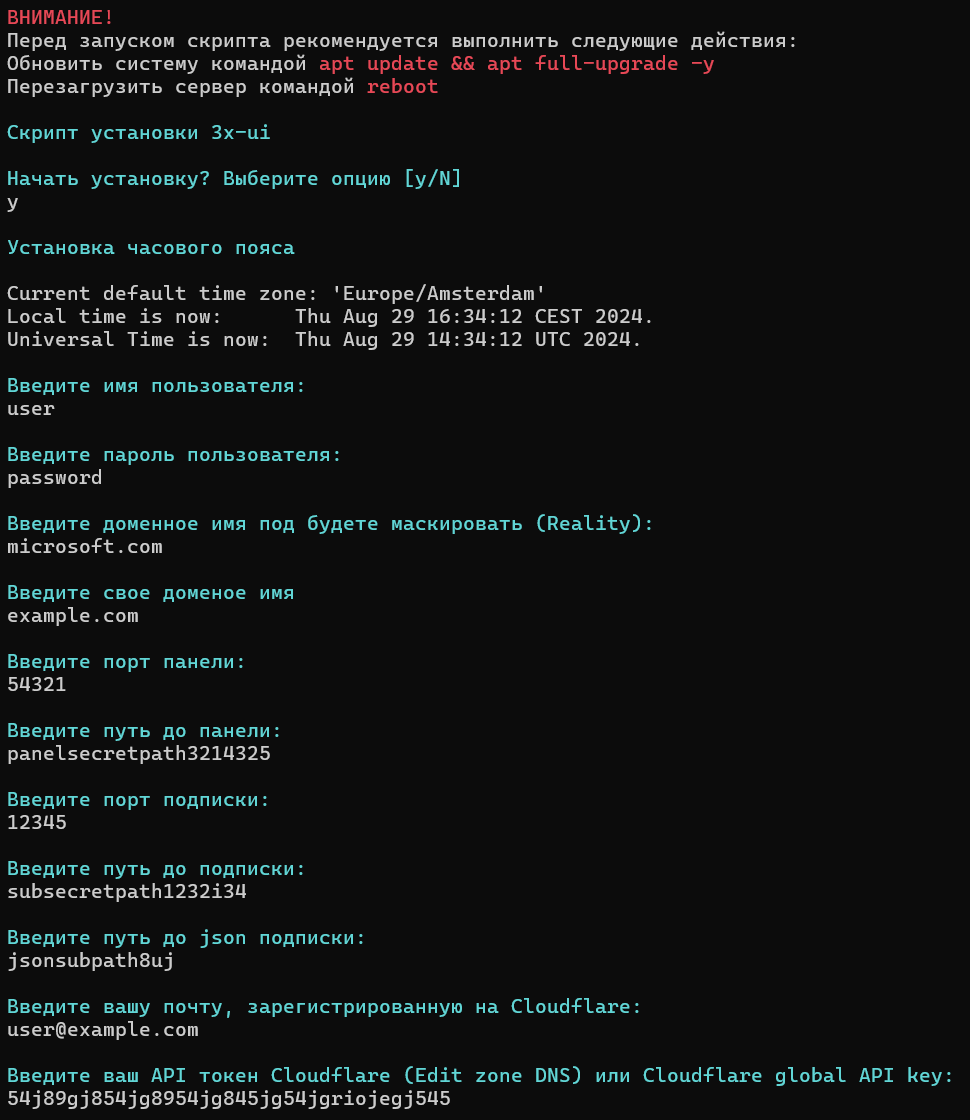 ВНИМАНИЕ!
Перед запуском скрипта рекомендуется выполнить следующие действия:
Обновить систему командой apt update && apt full-upgrade -y
Перезагрузить сервер командой reboot
Скрипт установки 3x-ui
Начать установку? Выберите опцию [y/N]
y
Установка часового пояса
Current default time zone: 'Europe/Amsterdam'
Local time is now:      Thu Aug 29 16:34:12 CEST 2024.
Universal Time is now:  Thu Aug 29 14:34:12 UTC 2024.
Введите имя пользователя:
user
Введите пароль пользователя:
password
Введите доменное имя под будете маскировать (Reality):
microsoft.com
Введите свое доменое имя
example.com
Введите порт панели:
54321
Введите путь до панели:
panelsecretpath3214325
Введите порт подписки:
12345
Введите путь до подписки:
subsecretpath1232i34
Введите путь до json подписки:
jsonsubpath8uj
Введите вашу почту, зарегистрированную на Cloudflare:
user@example.com
Введите ваш API токен Cloudflare (Edit zone DNS) или Cloudflare global API key:
54j89gj854jg8954jg845jg54jgriojegj545